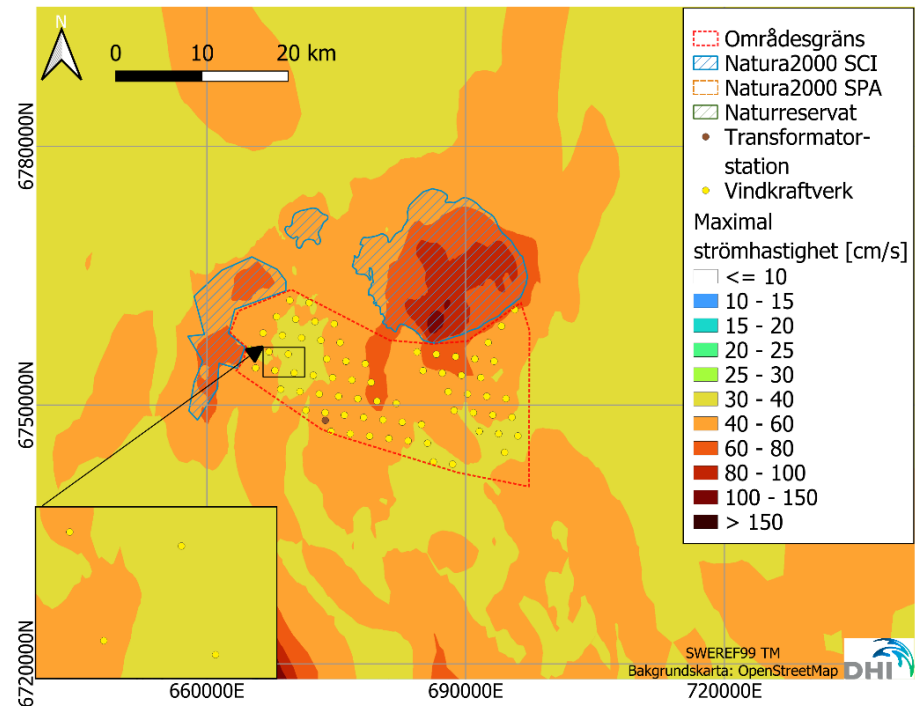 N
0 10 20 km
6780000N
6750000N
6720000N
660000E
690000E
720000E
Områdesgräns
Natura2000 SCI
Natura2000 SPA
Naturreservat
Transformator-
station
Vindkraftverk
Maximal
strömhastighet [cm/s]
<= 10
10 - 15
15 - 20
20 - 25
25 - 30
30 - 40
40 - 60
60 - 80
80 - 100
100 - 150
> 150
SWEREF99 TM
Bakgrundskarta: OpenStreetMap
DHI